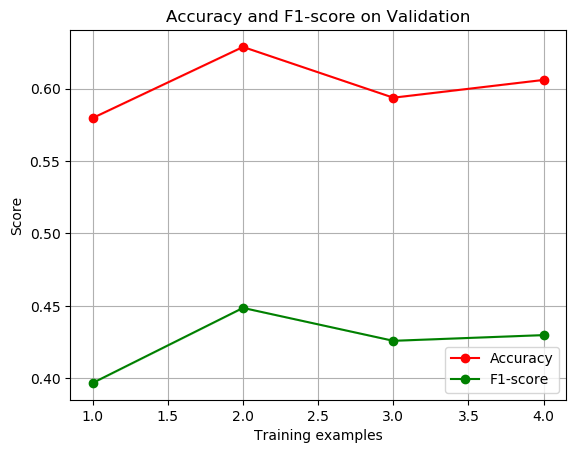 Accuracy and F1-score on Validation
0.60
0.55
0.50
0.45
0.40
Score
1.0 1.5 2.0 2.5 3.0 3.5 4.0
Training examples
Accuracy
F1-score